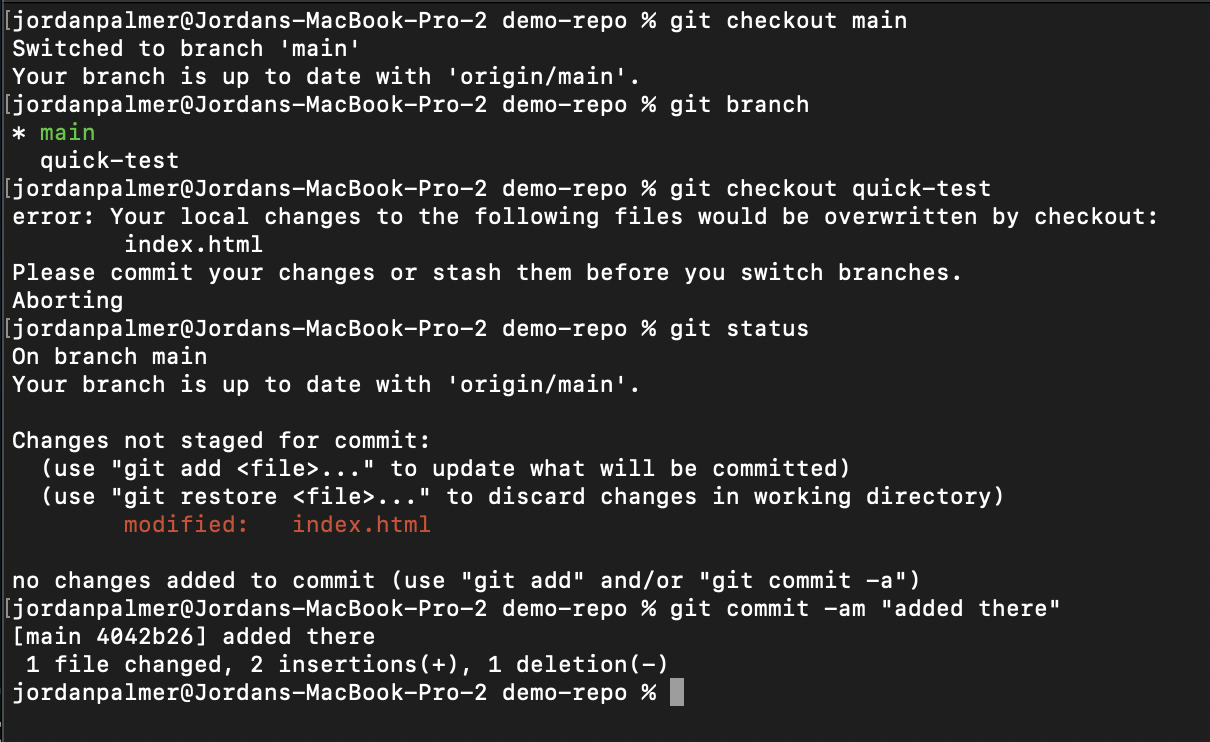 [jordanpalmer@Jordans-MacBook-Pro-2 demo-repo % git checkout main
Switched to branch 'main'
Your branch is up to date with 'origin/main'.
[jordanpalmer@Jordans-MacBook-Pro-2 demo-repo % git branch
* main
  quick-test
[jordanpalmer@Jordans-MacBook-Pro-2 demo-repo % git checkout quick-test
error: Your local changes to the following files would be overwritten by checkout:
        index.html
Please commit your changes or stash them before you switch branches.
Aborting
[jordanpalmer@Jordans-MacBook-Pro-2 demo-repo % git status
On branch main
Your branch is up to date with 'origin/main'.

Changes not staged for commit:
  (use "git add <file>..." to update what will be committed)
  (use "git restore <file>..." to discard changes in working directory)
        modified:   index.html

no changes added to commit (use "git add" and/or "git commit -a")
[jordanpalmer@Jordans-MacBook-Pro-2 demo-repo % git commit -am "added there"
[main 4042b26] added there
 1 file changed, 2 insertions(+), 1 deletion(-)
jordanpalmer@Jordans-MacBook-Pro-2 demo-repo %